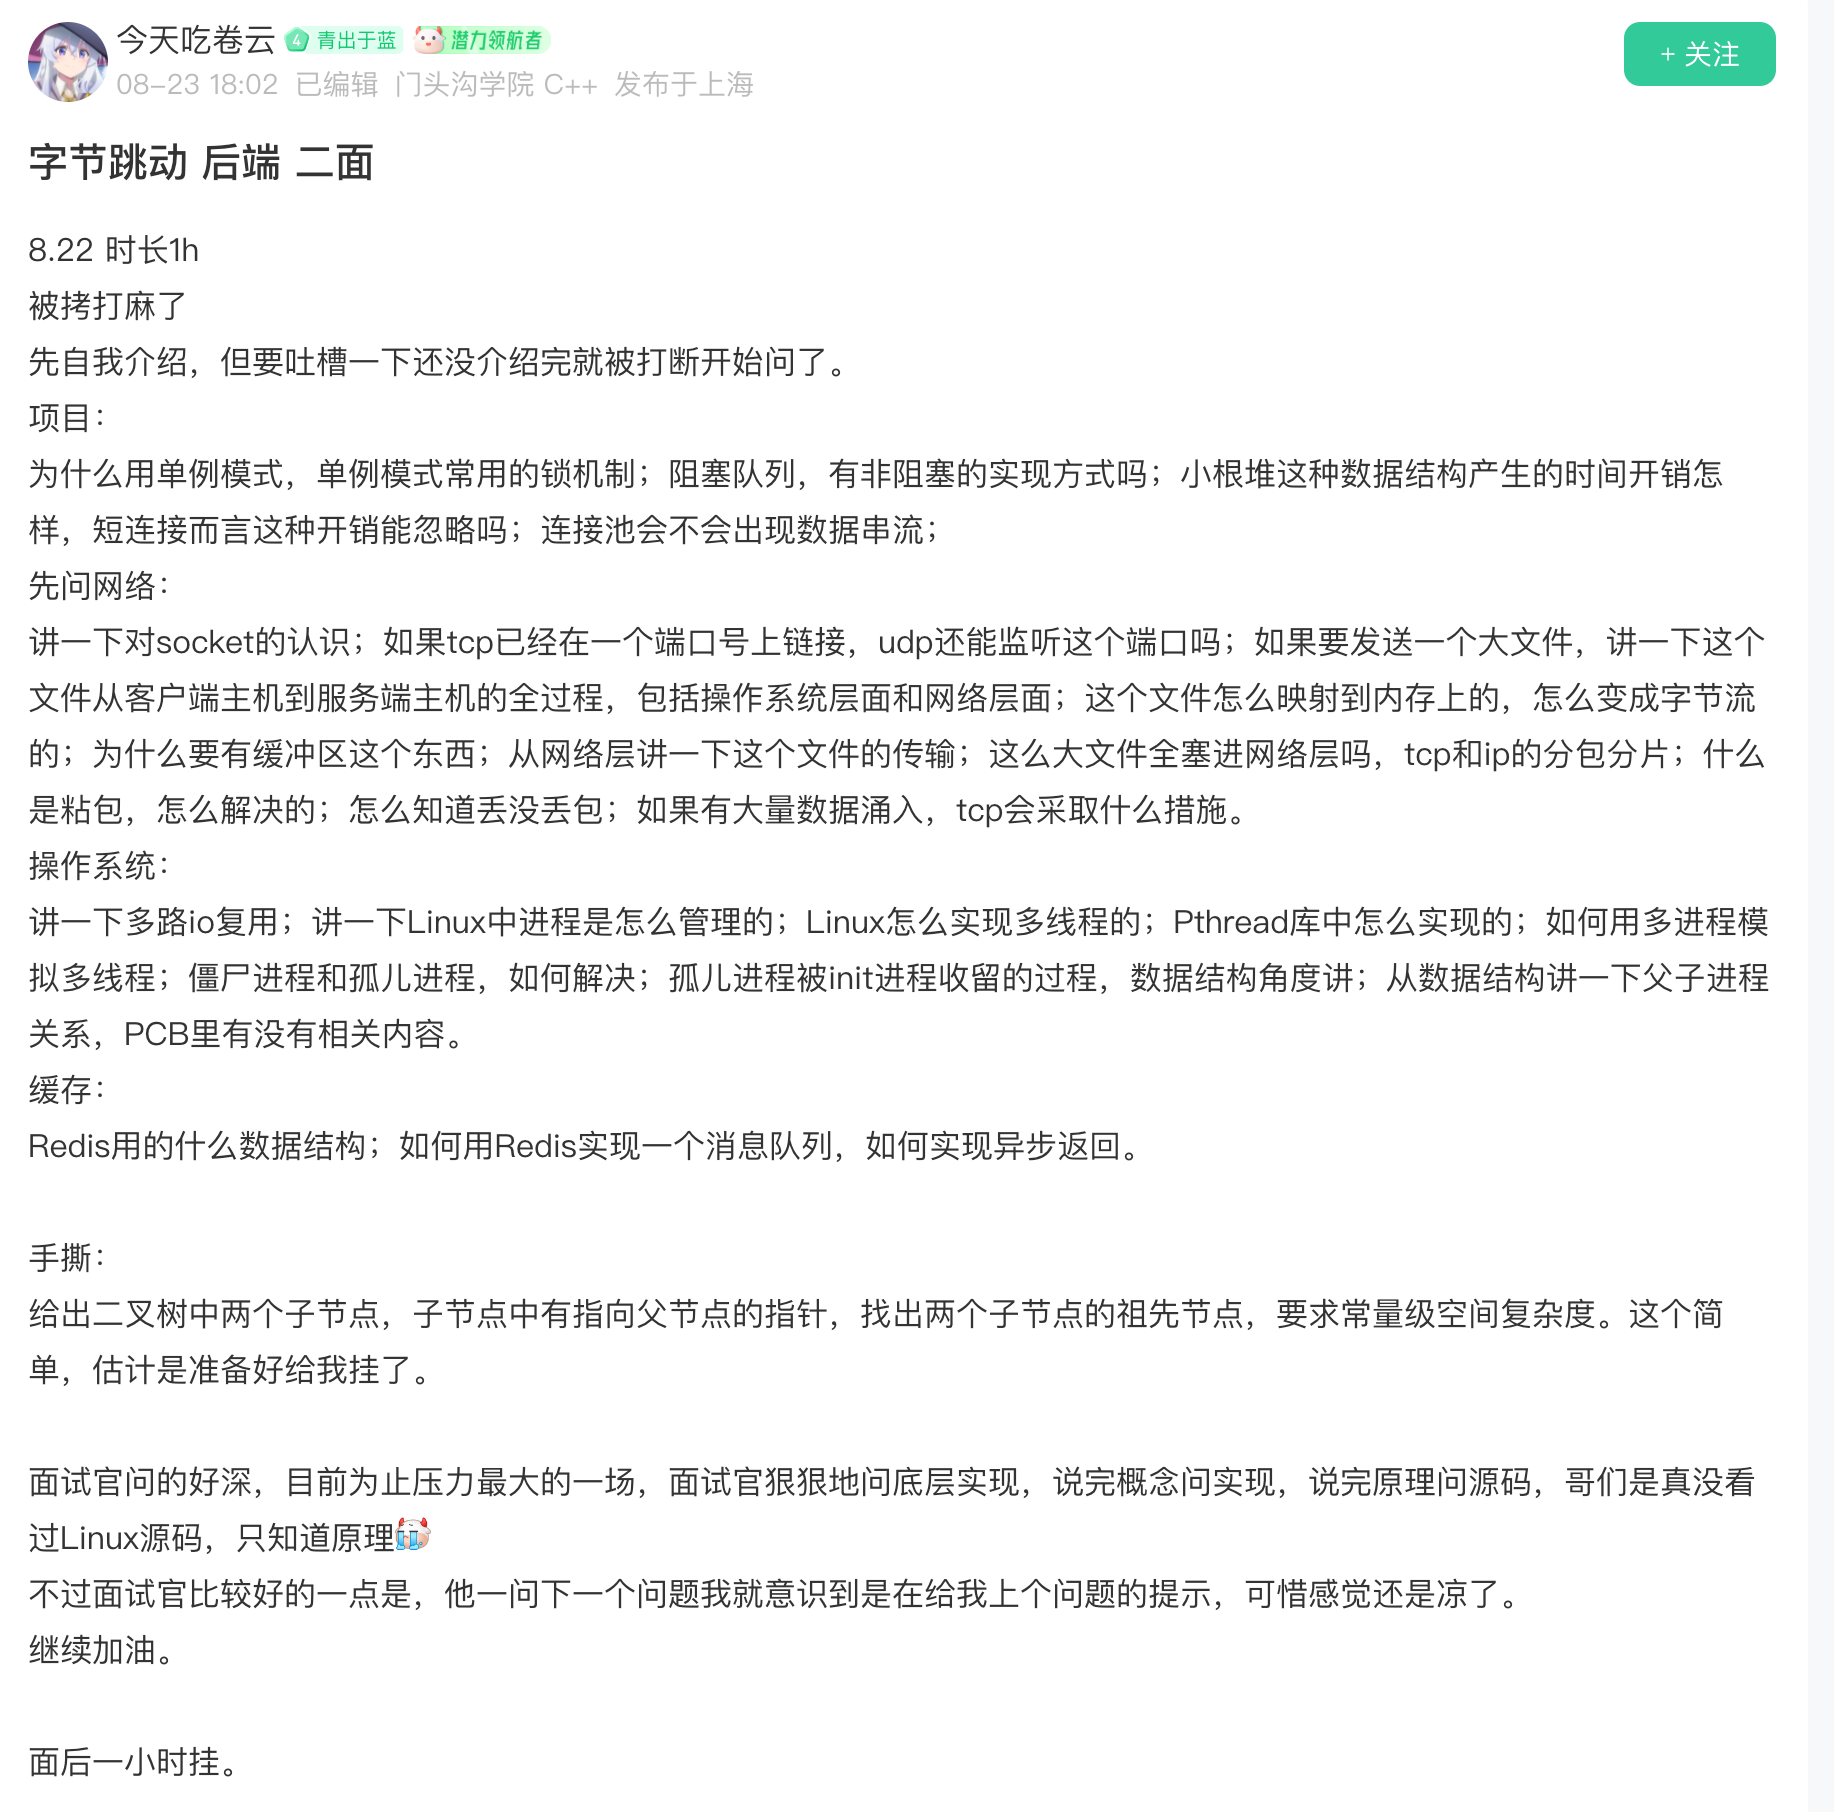 今天吃卷云 4 青出于蓝 潜力领航者
+ 关注
08-23 18:02 已编辑 门头沟学院 C++ 发布于上海
字节跳动 后端 二面
8.22 时长1h
被拷打麻了
先自我介绍，但要吐槽一下还没介绍完就被打断开始问了。
项目：
为什么用单例模式，单例模式常用的锁机制；阻塞队列，有非阻塞的实现方式吗；小根堆这种数据结构产生的时间开销怎
样，短连接而言这种开销能忽略吗；连接池会不会出现数据串流；
先问网络：
讲一下对socket的认识；如果tcp已经在一个端口号上链接，udp还能监听这个端口吗；如果要发送一个大文件，讲一下这个
文件从客户端主机到服务端主机的全过程，包括操作系统层面和网络层面；这个文件怎么映射到内存上的，怎么变成字节流
的；为什么要有缓冲区这个东西；从网络层讲一下这个文件的传输；这么大文件全塞进网络层吗，tcp和ip的分包分片；什么
是粘包，怎么解决的；怎么知道丢没丢包；如果有大量数据涌入，tcp会采取什么措施。
操作系统：
讲一下多路io复用；讲一下Linux中进程是怎么管理的；Linux怎么实现多线程的；Pthread库中怎么实现的；如何用多进程模
拟多线程；僵尸进程和孤儿进程，如何解决；孤儿进程被init进程收留的过程，数据结构角度讲；从数据结构讲一下父子进程
关系，PCB里有没有相关内容。
缓存：
Redis用的什么数据结构；如何用Redis实现一个消息队列，如何实现异步返回。
手撕：
给出二叉树中两个子节点，子节点中有指向父节点的指针，找出两个子节点的祖先节点，要求常量级空间复杂度。这个简
单，估计是准备好给我挂了。
面试官问的好深，目前为止压力最大的一场，面试官狠狠地问底层实现，说完概念问实现，说完原理问源码，哥们是真没看
过Linux源码，只知道原理
不过面试官比较好的一点是，他一问下一个问题我就意识到是在给我上个问题的提示，可惜感觉还是凉了。
继续加油。
面后一小时挂。